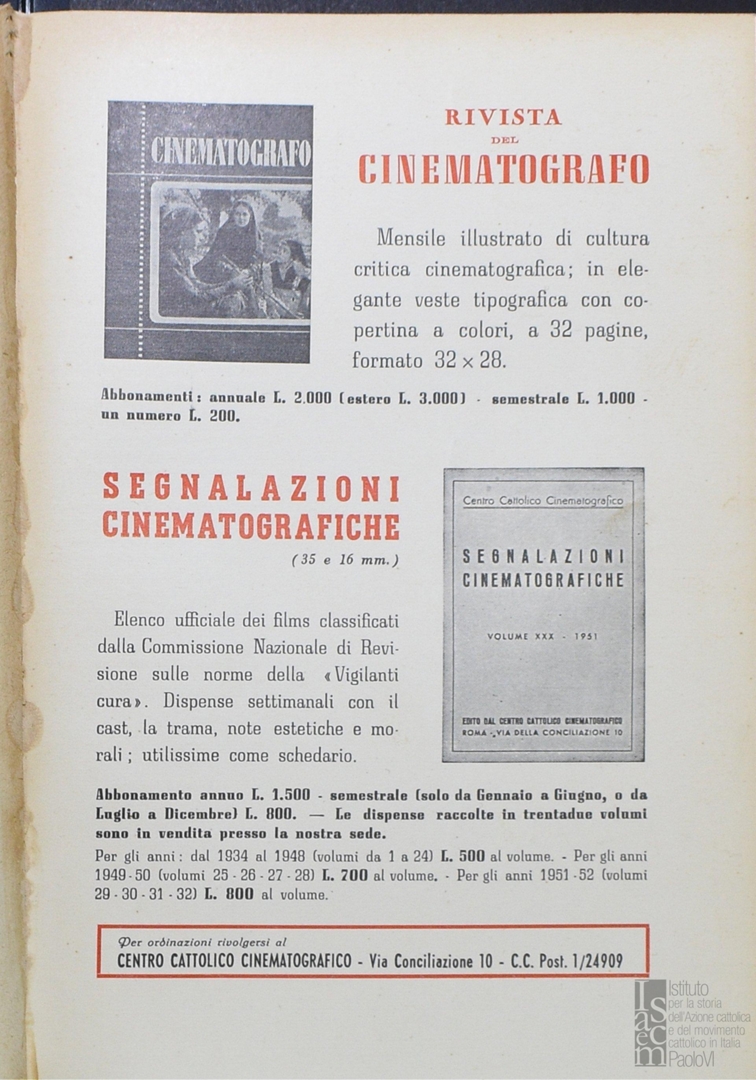 CINEMATOGRAFO
RIVISTA
DEL
CINEMATOGRAFO
Mensile illustrato di cultura
critica cinematografica; in ele-
gante veste tipografica con co-
pertina a colori, a 32 pagine,
formato 32 × 28.
Abbonamenti: annuale L. 2.000 (estero L. 3.000) - semestrale L. 1.000 -
un numero L. 200.
SEGNALAZIONI
CINEMATOGRAFICHE
(35 e 16 mm.)
Elenco ufficiale dei films classificati
dalla Commissione Nazionale di Revi-
sione sulle norme della «Vigilanti
cura». Dispense settimanali con il
cast, la trama, note estetiche e mo-
rali; utilissime come schedario.
Centro Cattolico Cinematografico
SEGNALAZIONI
CINEMATOGRAFICHE
VOLUME XXX - 1951
EDITO DAL CENTRO CATTOLICO CINEMATOGRAFICO
ROMA - VIA DELLA CONCILIAZIONE 10
Abbonamento annuo L. 1.500 - semestrale (solo da Gennaio a Giugno, o da
Luglio a Dicembre) L. 800. — Le dispense raccolte in trentadue volumi
sono in vendita presso la nostra sede.
Per gli anni: dal 1934 al 1948 (volumi da 1 a 24) L. 500 al volume. - Per gli anni
1949-50 (volumi 25 - 26 - 27 - 28) L. 700 al volume. - Per gli anni 1951-52 (volumi
29 - 30 - 31 - 32) L. 800 al volume.
Per ordinazioni rivolgersi al
CENTRO CATTOLICO CINEMATOGRAFICO - Via Conciliazione 10 - C.C. Post. 1/24909
Isacem
Istituto
per la storia
dell'Azione cattolica
e del movimento
cattolico in Italia
PaoloVI